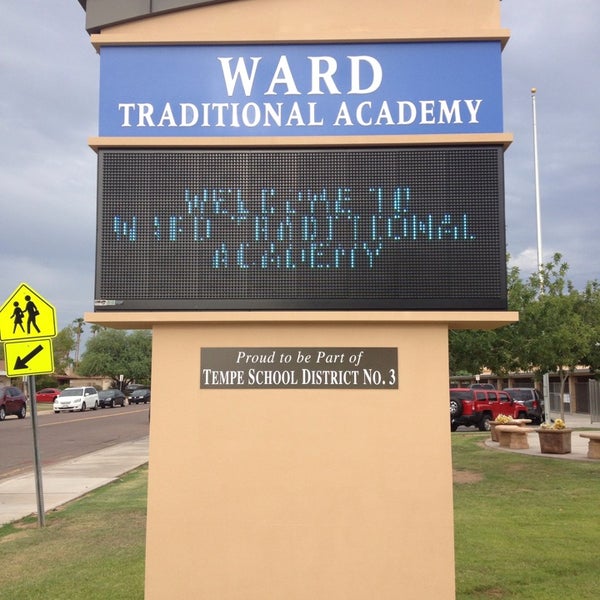 WARD
TRADITIONAL ACADEMY
WELCOME TO
WARD TRADITIONAL
ACADEMY
Proud to be Part of
TEMPE SCHOOL DISTRICT NO. 3